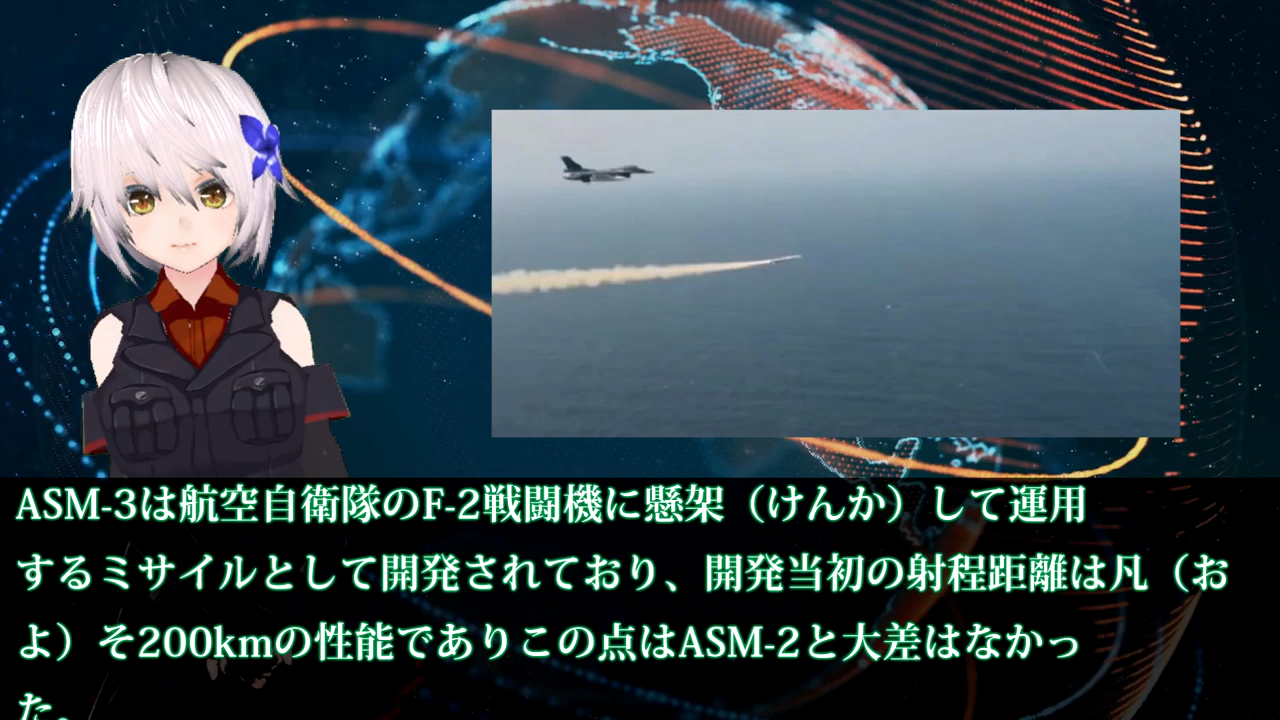 ASM-3は航空自衛隊のF-2戦闘機に懸架（けんか）して運用
するミサイルとして開発されており、開発当初の射程距離は凡（お
よ）そ200kmの性能でありこの点はASM-2と大差はなかっ
た。